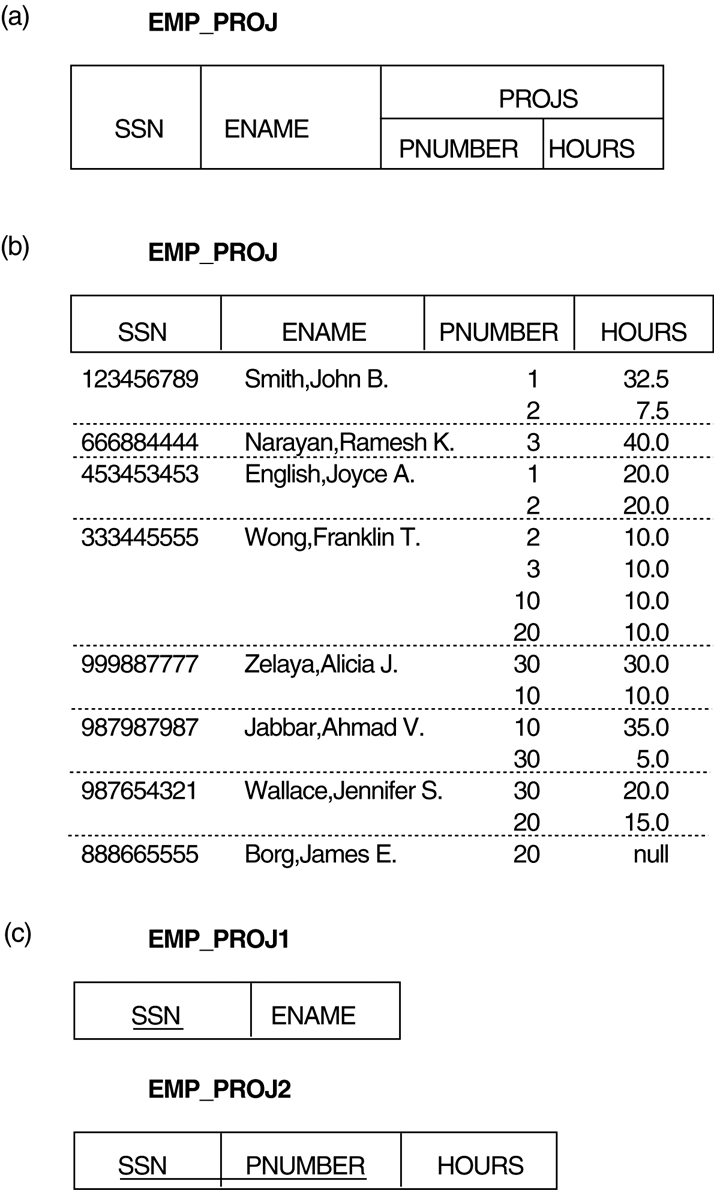 (a) EMP_PROJ
PROJS
SSN ENAME
PNUMBER HOURS
(b) EMP_PROJ
SSN ENAME PNUMBER HOURS
123456789 Smith,John B. 1 32.5
2 7.5
666884444 Narayan,Ramesh K. 3 40.0
453453453 English,Joyce A. 1 20.0
2 20.0
333445555 Wong,Franklin T. 2 10.0
3 10.0
10 10.0
20 10.0
999887777 Zelaya,Alicia J. 30 30.0
10 10.0
987987987 Jabbar,Ahmad V. 10 35.0
30 5.0
987654321 Wallace,Jennifer S. 30 20.0
20 15.0
888665555 Borg,James E. 20 null
(c) EMP_PROJ1
SSN ENAME
EMP_PROJ2
SSN PNUMBER HOURS